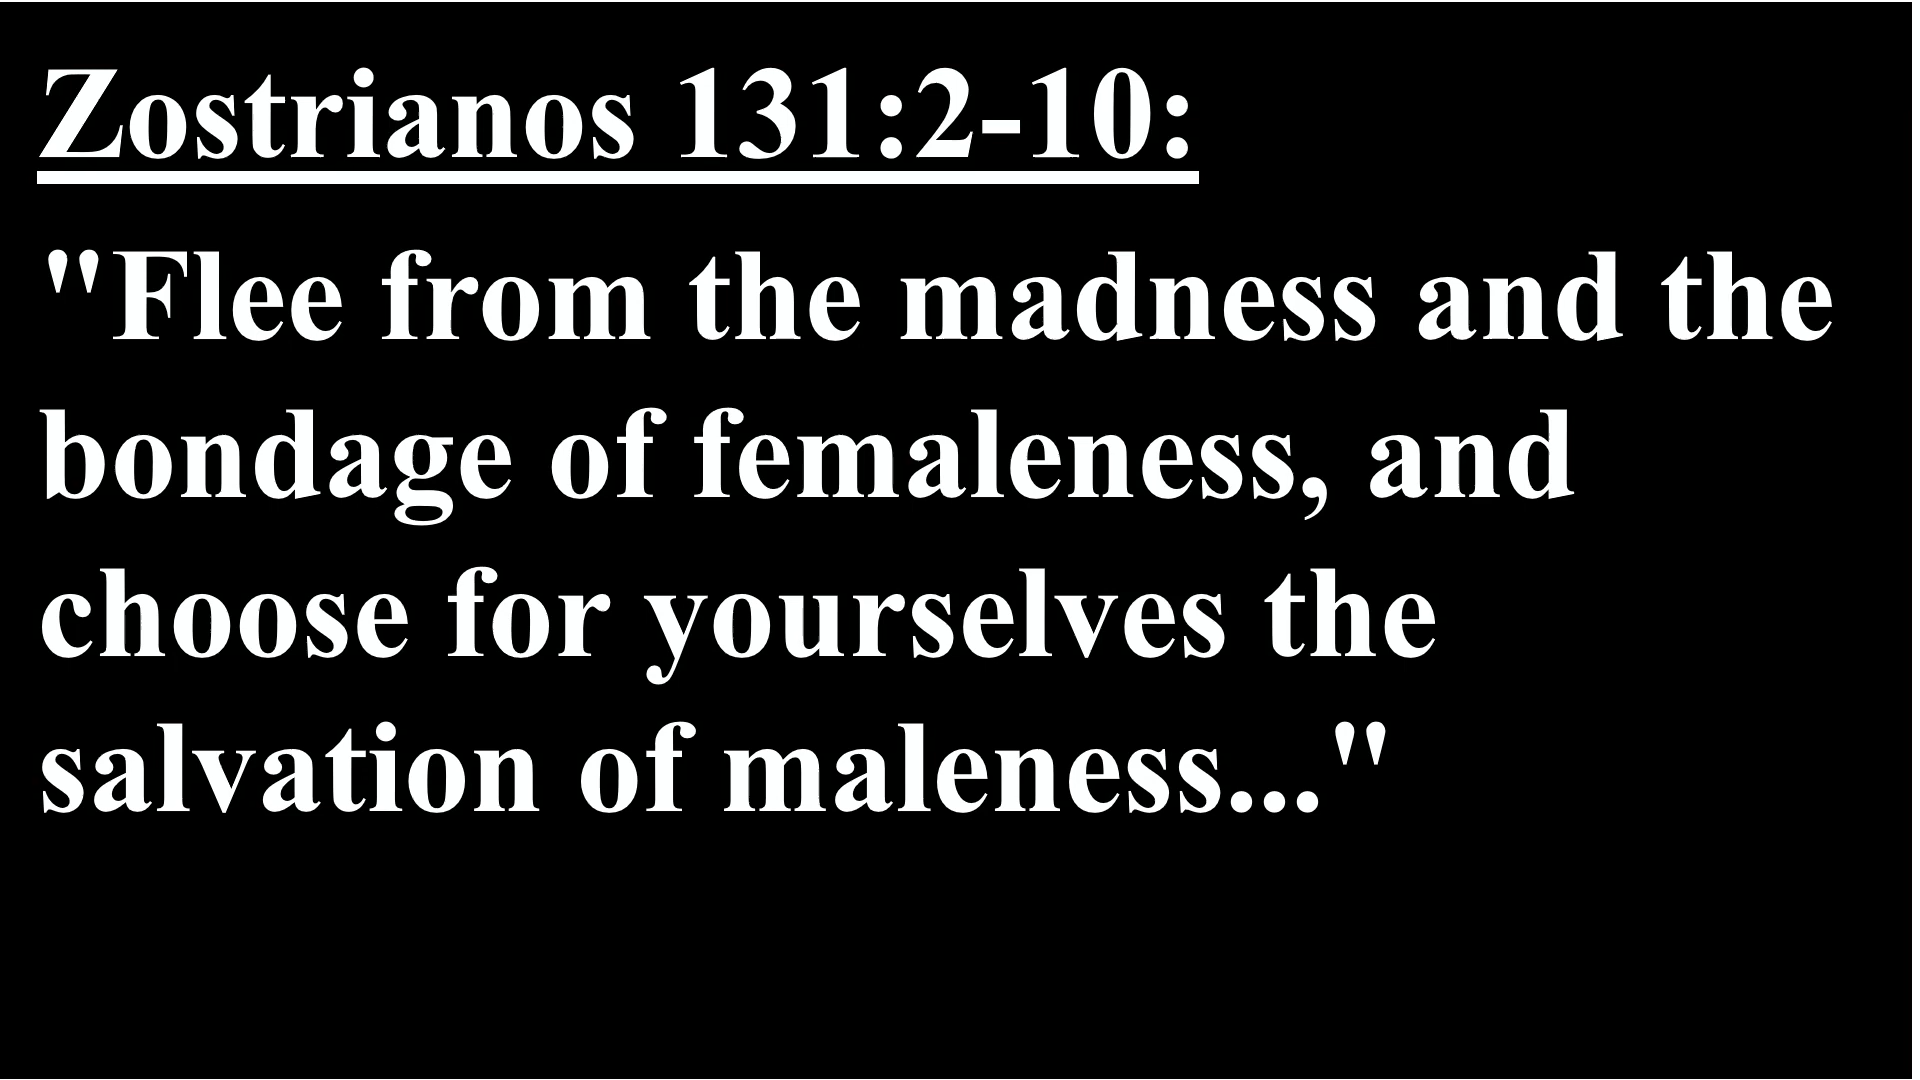 Zostrianos 131:2-10:
"Flee from the madness and the
bondage of femaleness, and
choose for yourselves the
salvation of maleness..."